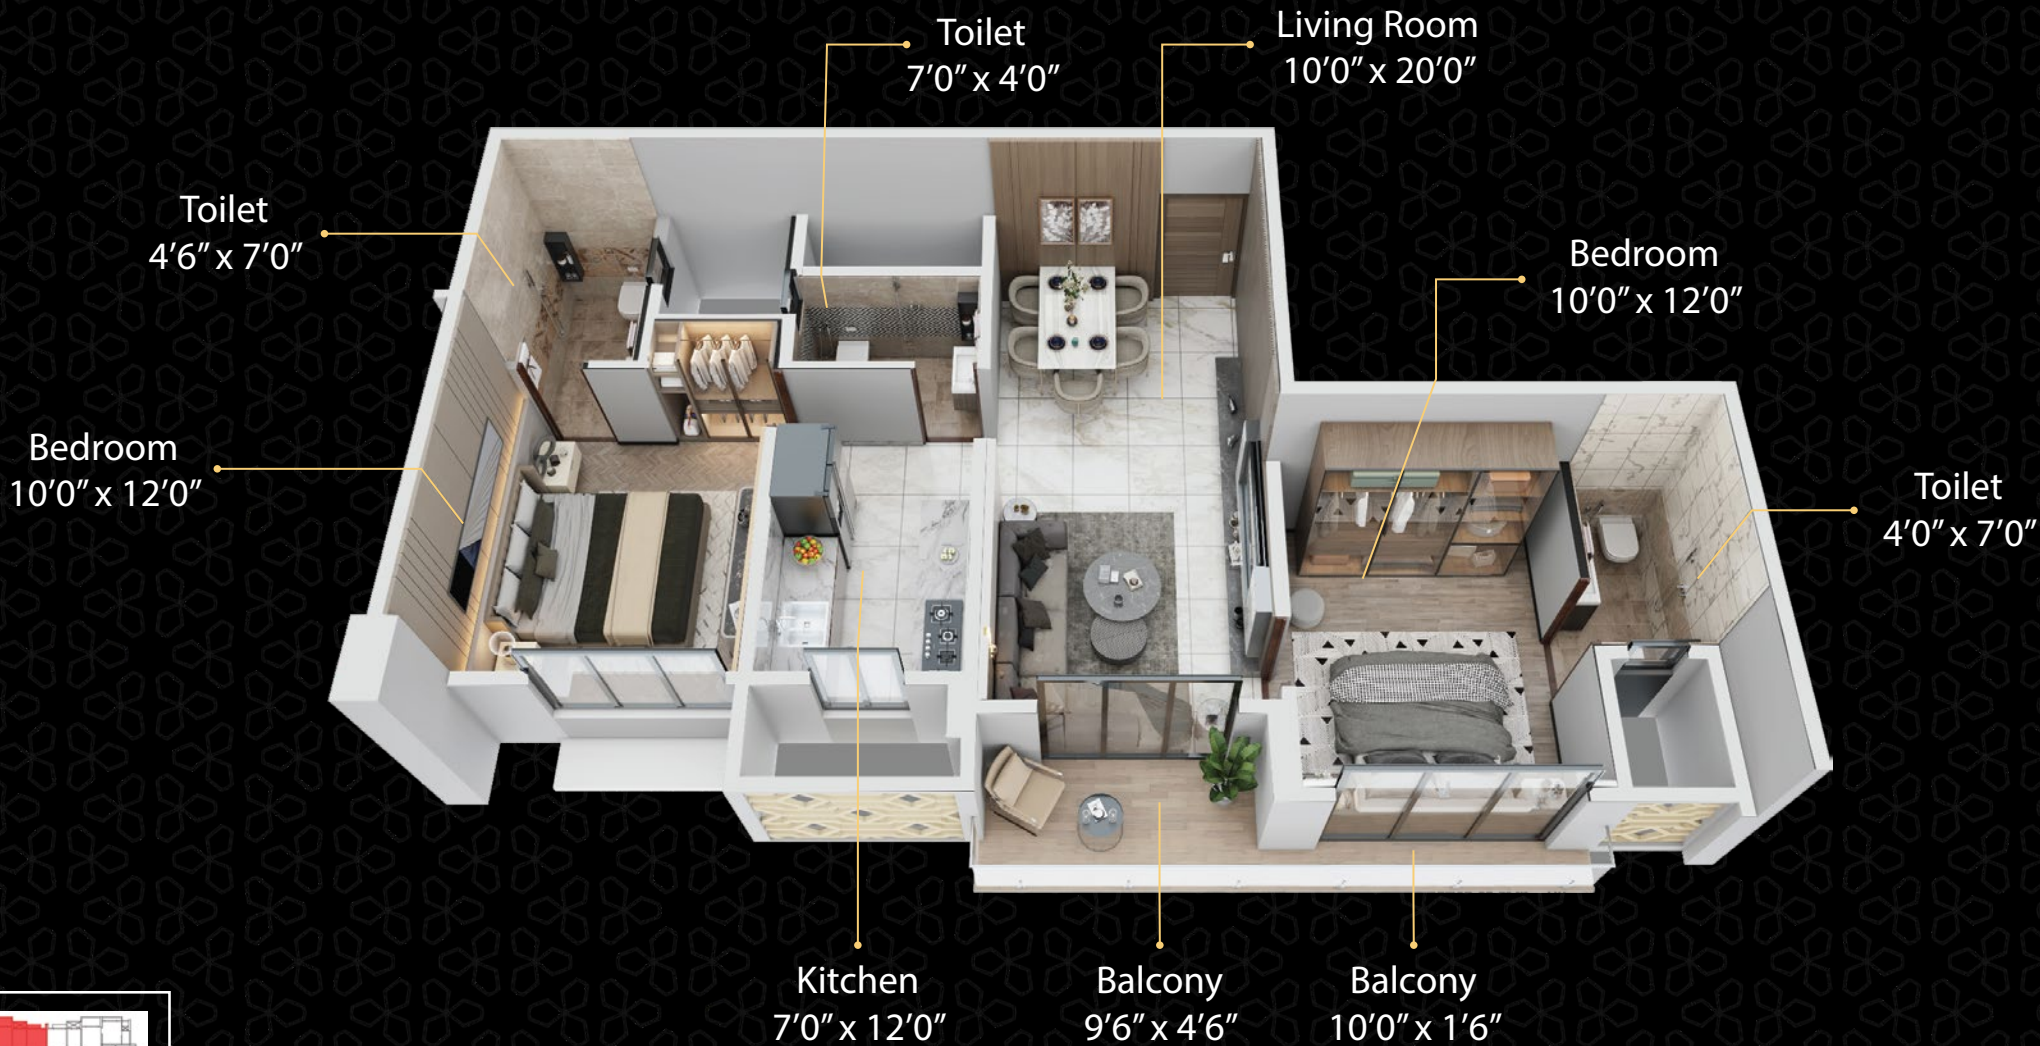 Toilet
7’0” x 4’0”
Living Room
10’0” x 20’0”
Toilet
4’6” x 7’0”
Bedroom
10’0” x 12’0”
Bedroom
10’0” x 12’0”
Toilet
4’0” x 7’0”
Kitchen
7’0” x 12’0”
Balcony
9’6” x 4’6”
Balcony
10’0” x 1’6”